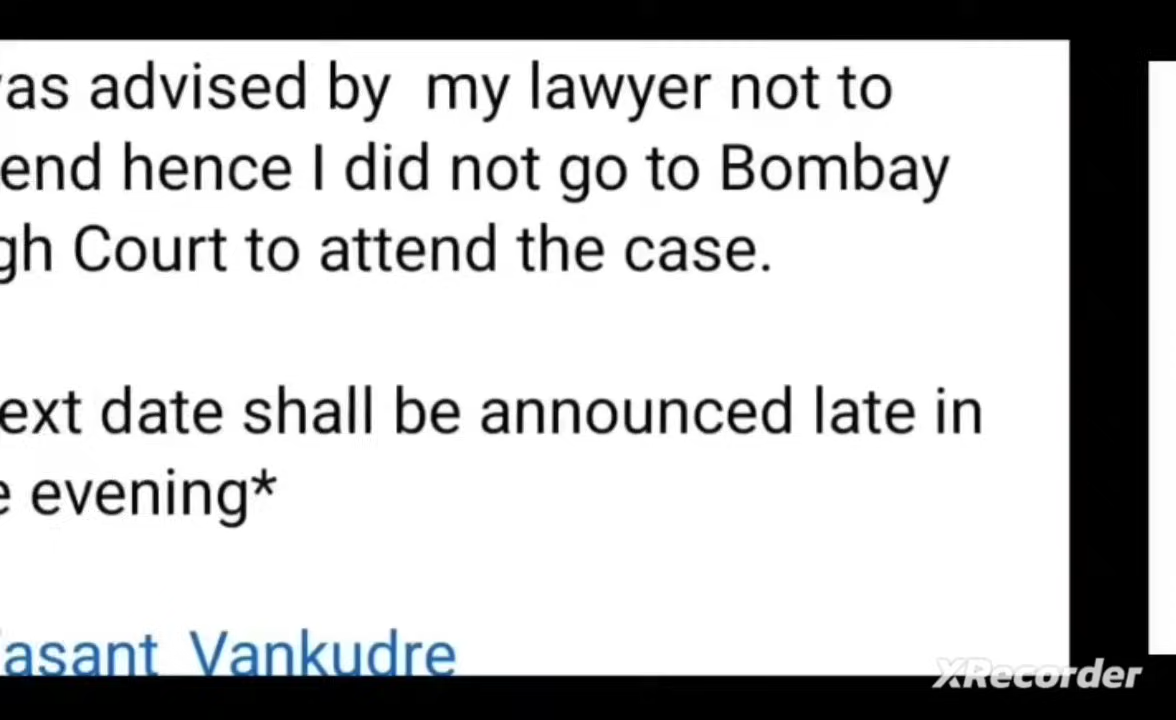 was advised by my lawyer not to
end hence I did not go to Bombay
gh Court to attend the case.
ext date shall be announced late in
e evening*
asant Vankudre
XRecorder